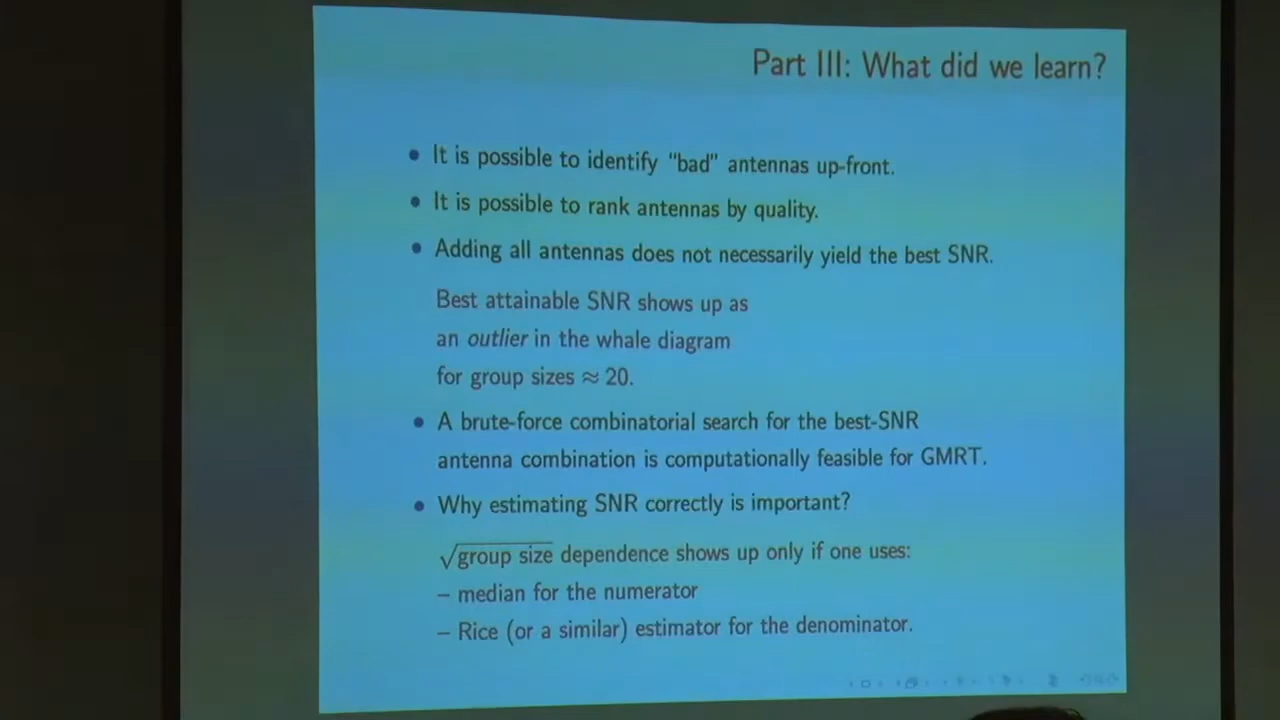 Part III: What did we learn?
• It is possible to identify "bad" antennas up-front.
• It is possible to rank antennas by quality.
• Adding all antennas does not necessarily yield the best SNR.
Best attainable SNR shows up as
an outlier in the whale diagram
for group sizes ≈ 20.
• A brute-force combinatorial search for the best-SNR
antenna combination is computationally feasible for GMRT.
• Why estimating SNR correctly is important?
√group size dependence shows up only if one uses:
– median for the numerator
– Rice (or a similar) estimator for the denominator.